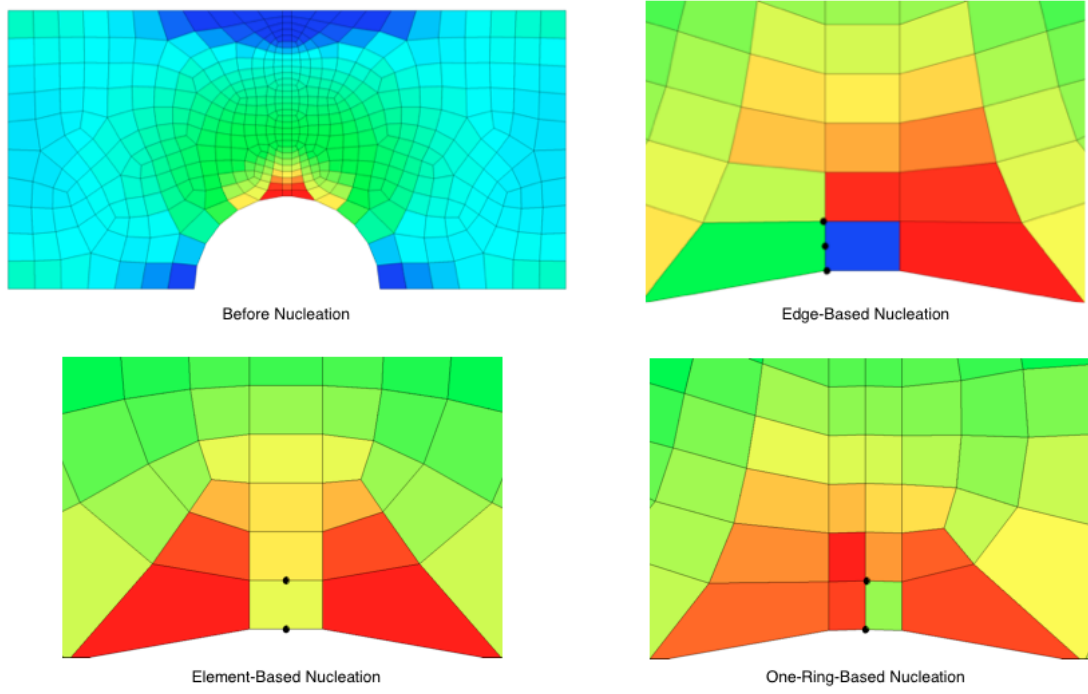 Before Nucleation
Edge-Based Nucleation
Element-Based Nucleation
One-Ring-Based Nucleation